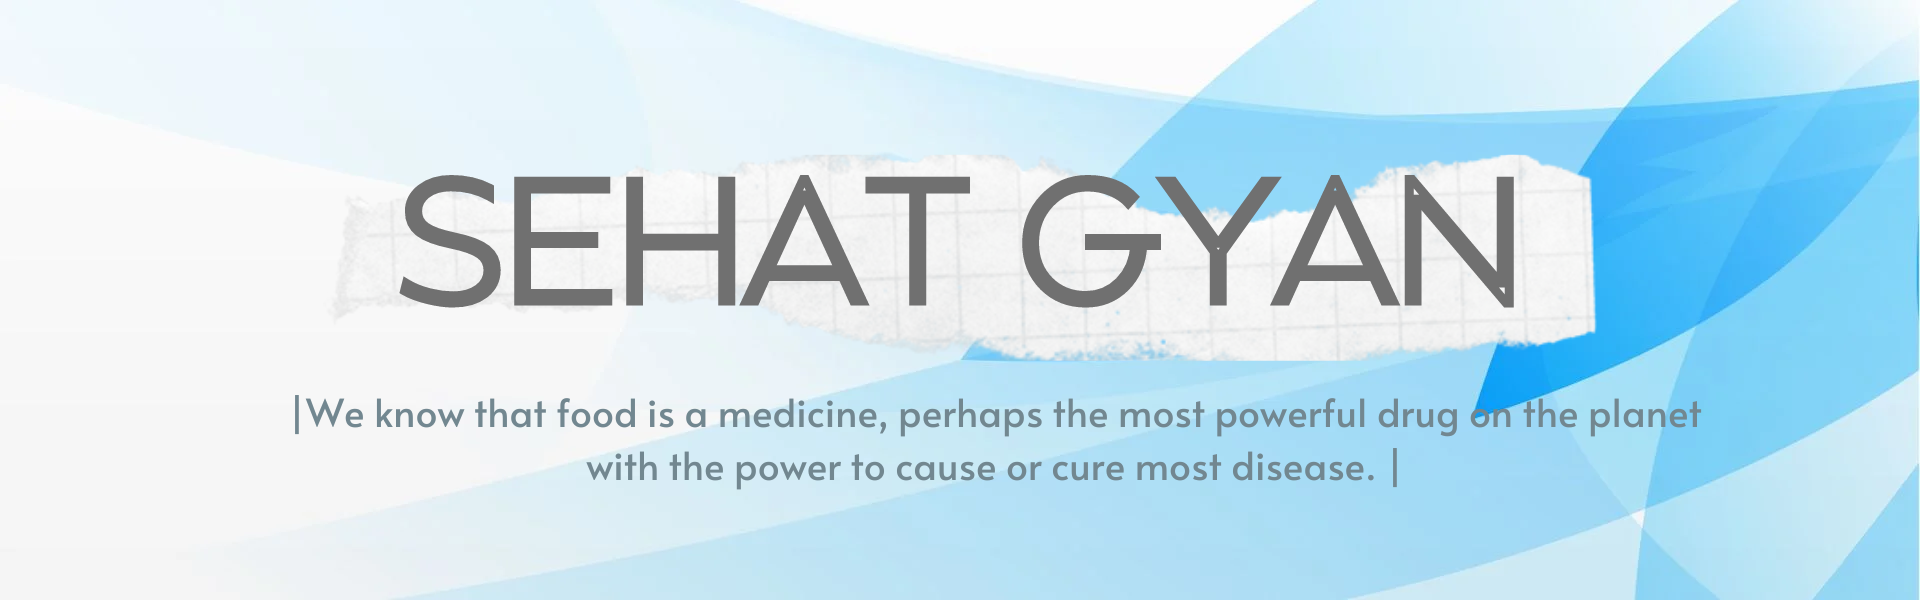 SEHAT GYAN
|We know that food is a medicine, perhaps the most powerful drug on the planet
with the power to cause or cure most disease. |